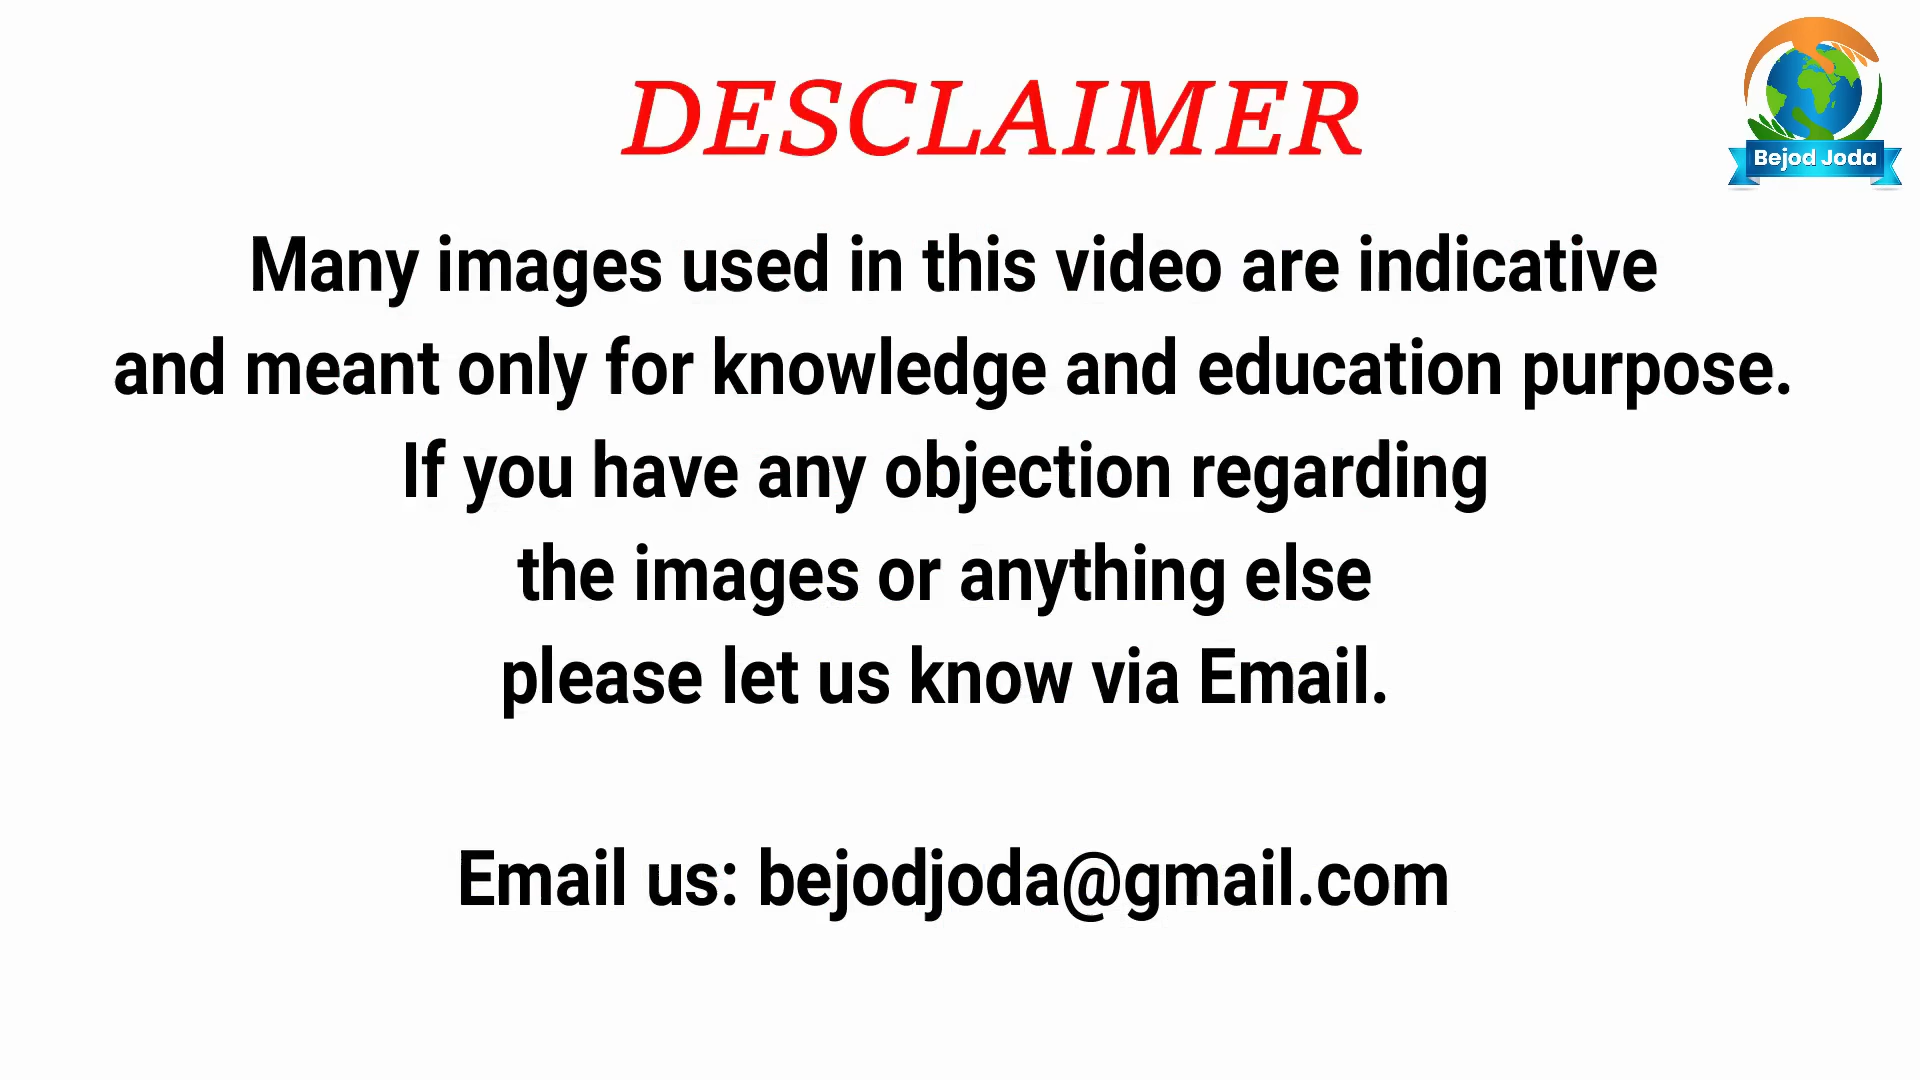 DESCLAIMER
Bejod Joda
Many images used in this video are indicative
and meant only for knowledge and education purpose.
If you have any objection regarding
the images or anything else
please let us know via Email.
Email us: bejodjoda@gmail.com